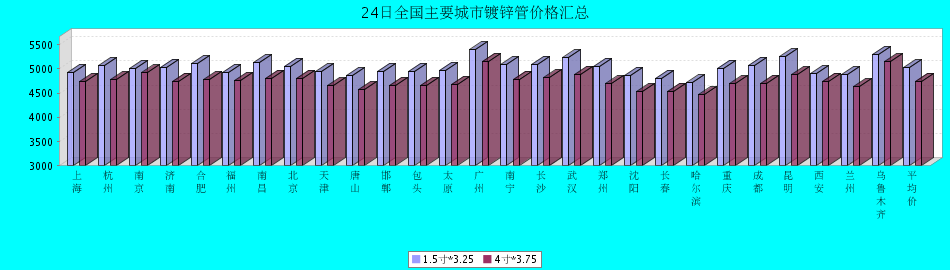 24日全国主要城市镀锌管价格汇总
5500
5000
4500
4000
3500
3000
上海 杭州 南京 济南 合肥 福州 南昌 北京 天津 唐山 邯郸 包头 太原 广州 南宁 长沙 武汉 郑州 沈阳 长春 哈尔滨 重庆 成都 昆明 西安 兰州 乌鲁木齐 平均价
1.5寸*3.25 4寸*3.75